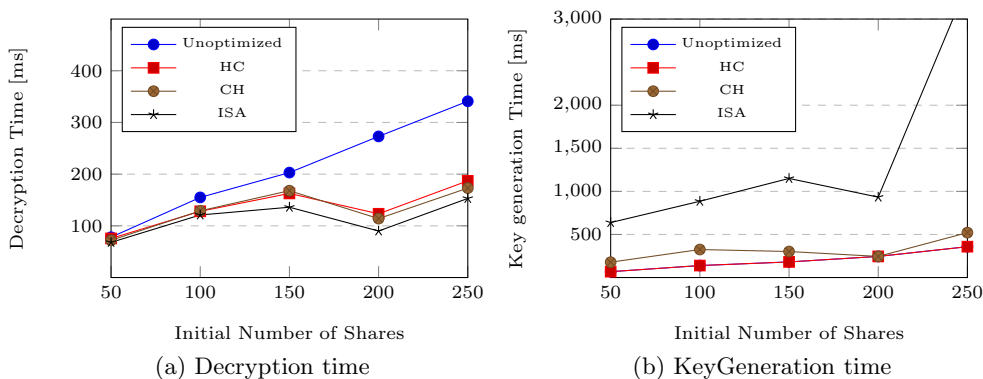 Decryption Time [ms]
400
300
200
100
50
100
150
200
250
Unoptimized
HC
CH
ISA
Initial Number of Shares
(a) Decryption time
Key generation Time [ms]
3,000
2,000
1,500
1,000
500
50
100
150
200
250
Unoptimized
HC
CH
ISA
Initial Number of Shares
(b) KeyGeneration time